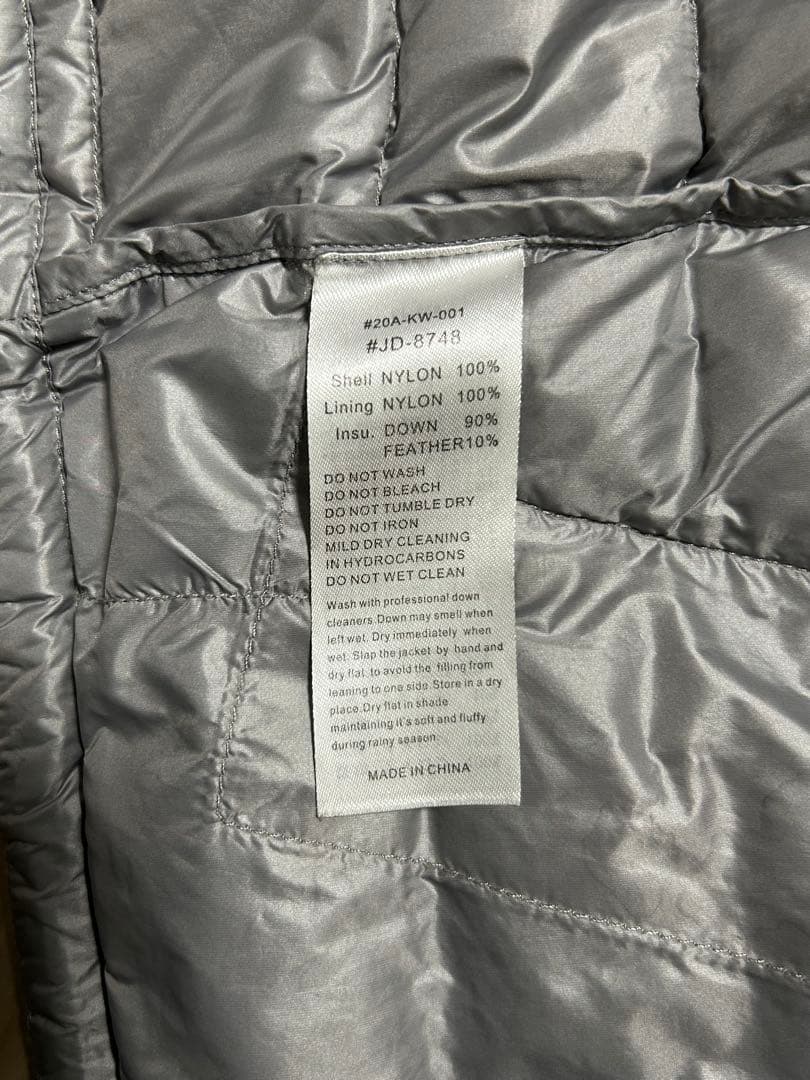 #20A-KW-001
#JD-8748
Shell NYLON 100%
Lining NYLON 100%
Insu. DOWN 90%
FEATHER10%
DO NOT WASH
DO NOT BLEACH
DO NOT TUMBLE DRY
DO NOT IRON
MILD DRY CLEANING
IN HYDROCARBONS
DO NOT WET CLEAN
Wash with professional down
cleaners.Down may smell when
left wet. Dry immediately when
wet. Slap the jacket by hand and
dry flat to avoid the filling from
leaning to one side.Store in a dry
place.Dry flat in shade
maintaining it's soft and fluffy
during rainy season.
MADE IN CHINA